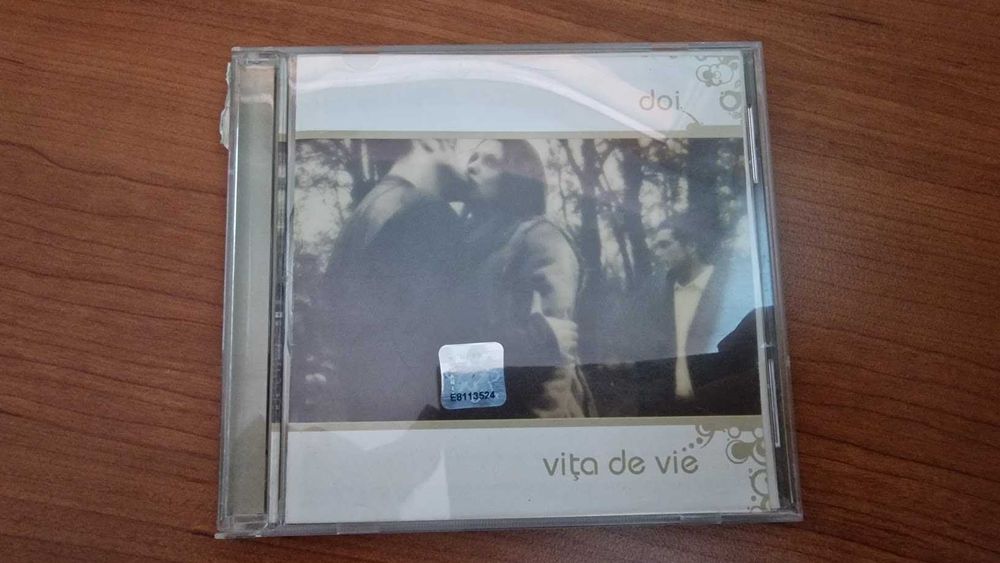 doi
E8113524
viţa de vie